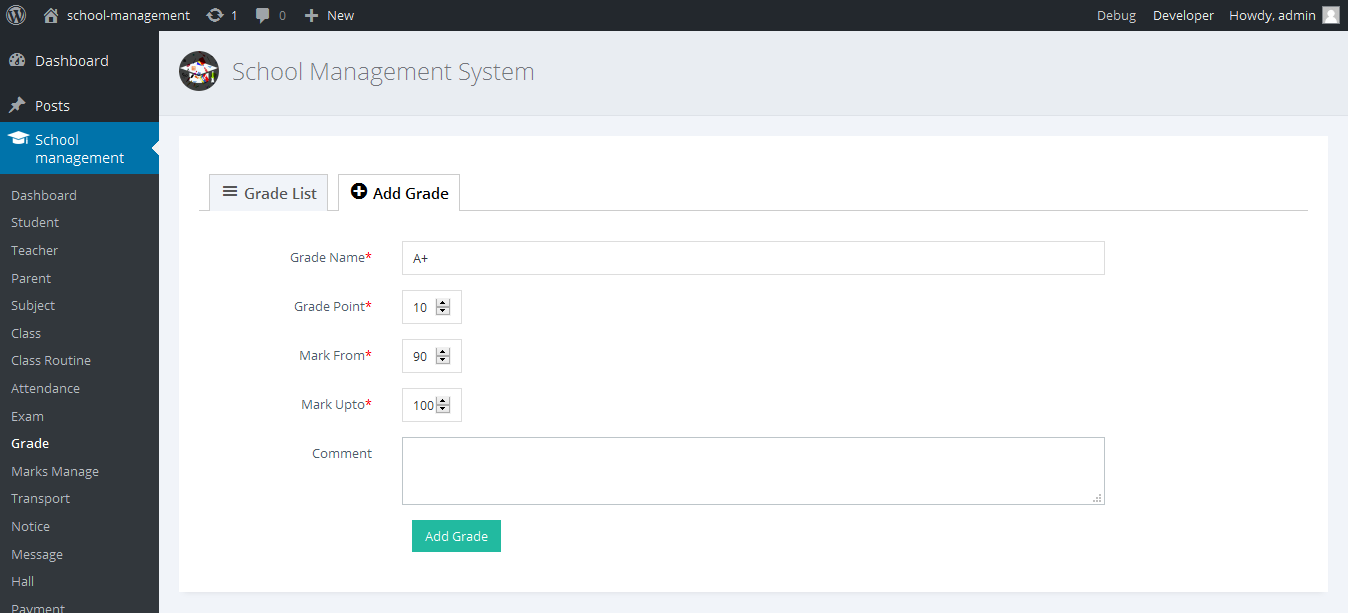 school-management 1 0 New Debug Developer Howdy, admin
Dashboard
Posts
School
management
Dashboard
Student
Teacher
Parent
Subject
Class
Class Routine
Attendance
Exam
Grade
Marks Manage
Transport
Notice
Message
Hall
Payment
School Management System
Grade List Add Grade
Grade Name* A+
Grade Point* 10
Mark From* 90
Mark Upto* 100
Comment
Add Grade